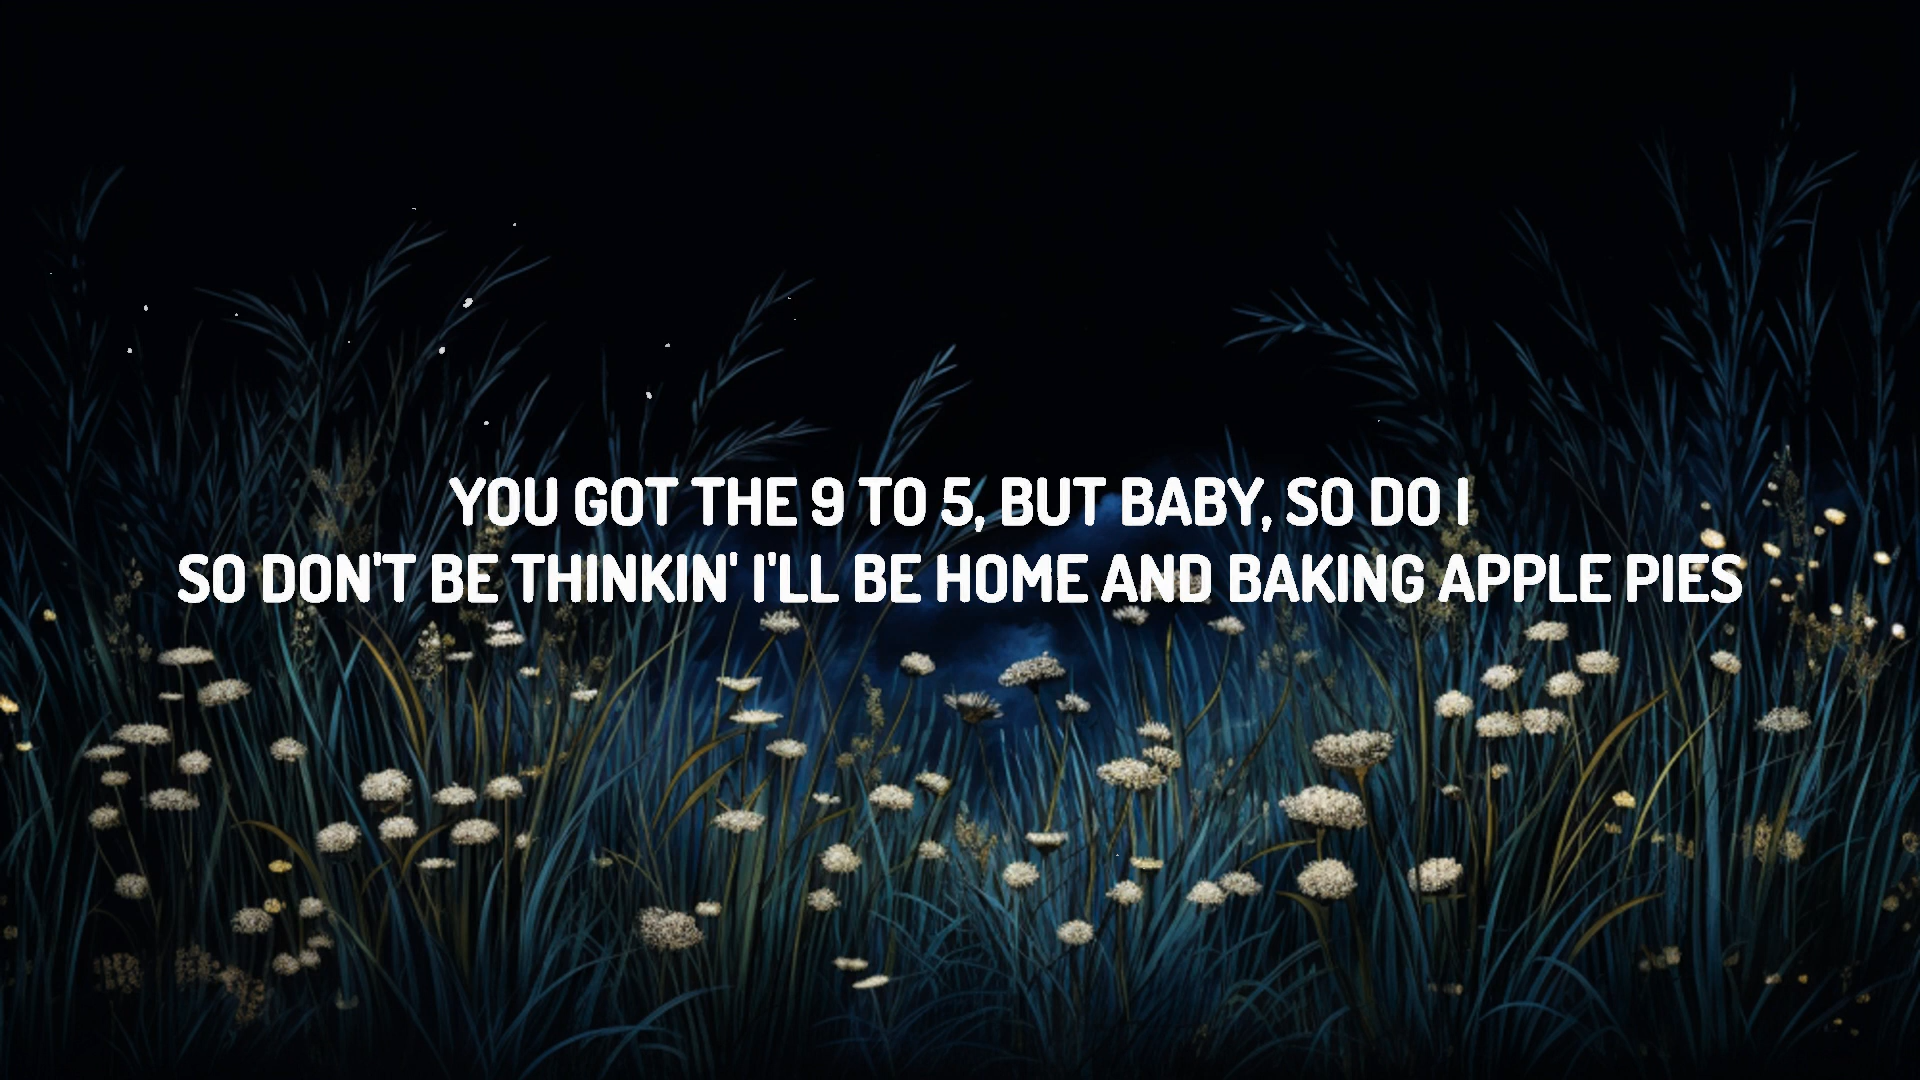 YOU GOT THE 9 TO 5, BUT BABY, SO DO I
SO DON'T BE THINKIN' I'LL BE HOME AND BAKING APPLE PIES